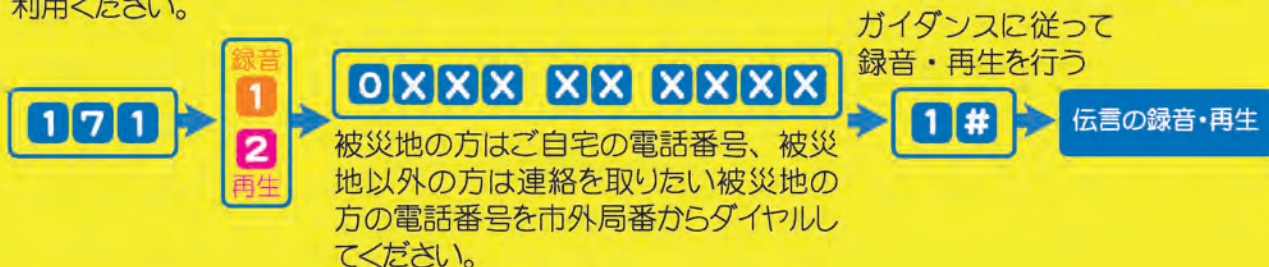 利用ください。
171
録音
1
2
再生
0XXX XX XXXX
被災地の方はご自宅の電話番号、被災
地以外の方は連絡を取りたい被災地の
方の電話番号を市外局番からダイヤルし
てください。
ガイダンスに従って
録音・再生を行う
1#
伝言の録音・再生